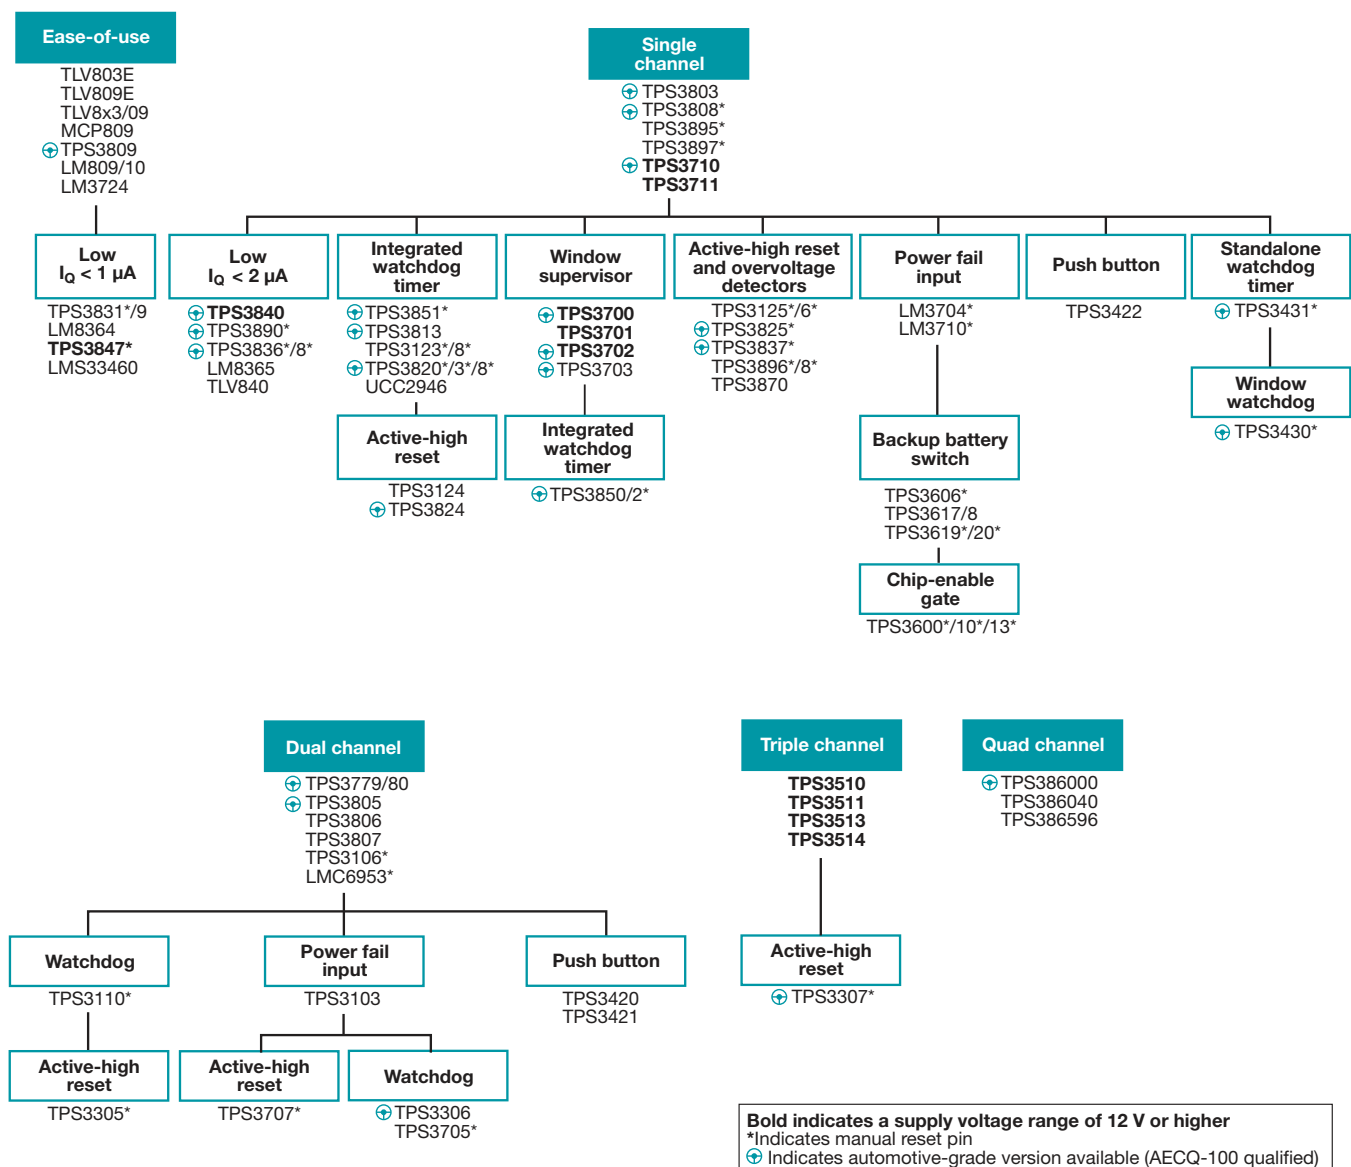 Ease-of-use
TLV803E
TLV809E
TLV8x3/09
MCP809
TPS3809
LM809/10
LM3724
Low
IQ < 1 µA
TPS3831*/9
LM8364
TPS3847*
LMS33460
Single
channel
TPS3803
TPS3808*
TPS3895*
TPS3897*
TPS3710
TPS3711
Low
IQ < 2 µA
TPS3840
TPS3890*
TPS3836*/8*
LM8365
TLV840
Integrated
watchdog
timer
TPS3851*
TPS3813
TPS3123*/8*
TPS3820*/3*/8*
UCC2946
Active-high
reset
TPS3124
TPS3824
Window
supervisor
TPS3700
TPS3701
TPS3702
TPS3703
Integrated
watchdog
timer
TPS3850/2*
Active-high reset
and overvoltage
detectors
TPS3125*/6*
TPS3825*
TPS3837*
TPS3896*/8*
TPS3870
Power fail
input
LM3704*
LM3710*
Backup battery
switch
TPS3606*
TPS3617/8
TPS3619*/20*
Chip-enable
gate
TPS3600*/10*/13*
Push button
TPS3422
Standalone
watchdog
timer
TPS3431*
Window
watchdog
TPS3430*
Dual channel
TPS3779/80
TPS3805
TPS3806
TPS3807
TPS3106*
LMC6953*
Watchdog
TPS3110*
Active-high
reset
TPS3305*
Power fail
input
TPS3103
Active-high
reset
TPS3707*
Watchdog
TPS3306
TPS3705*
Push button
TPS3420
TPS3421
Triple channel
TPS3510
TPS3511
TPS3513
TPS3514
Active-high
reset
TPS3307*
Quad channel
TPS386000
TPS386040
TPS386596
Bold indicates a supply voltage range of 12 V or higher
*Indicates manual reset pin
Indicates automotive-grade version available (AECQ-100 qualified)